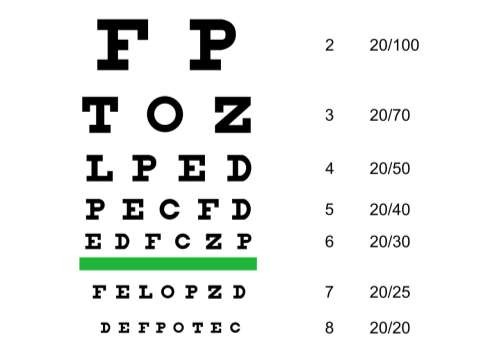 F P 2 20/100
T O Z 3 20/70
L P E D 4 20/50
P E C F D 5 20/40
E D F C Z P 6 20/30
F E L O P Z D 7 20/25
D E F P O T E C 8 20/20